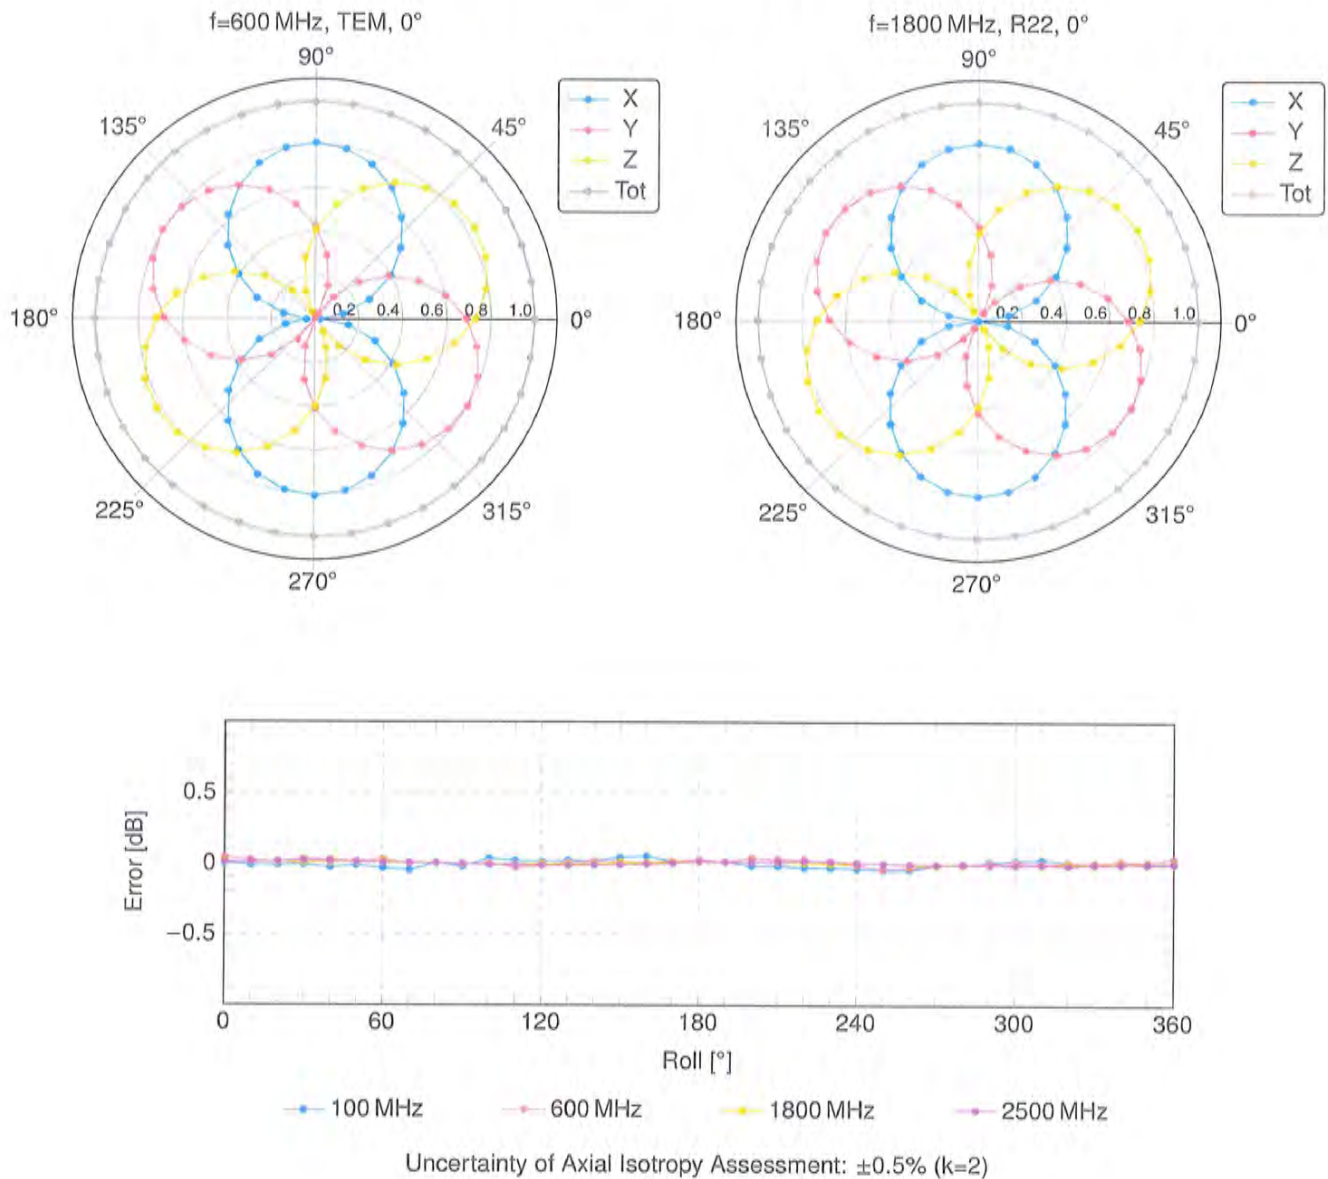 f=600 MHz, TEM, 0°
90°
135°
45°
180°
0.2 0.4 0.6 0.8 1.0
0°
225°
315°
270°
X
Y
Z
Tot
f=1800 MHz, R22, 0°
90°
135°
45°
180°
0.2 0.4 0.6 0.8 1.0
0°
225°
315°
270°
X
Y
Z
Tot
Error [dB]
0.5
0
−0.5
0 60 120 180 240 300 360
Roll [°]
100 MHz 600 MHz 1800 MHz 2500 MHz
Uncertainty of Axial Isotropy Assessment: ±0.5% (k=2)